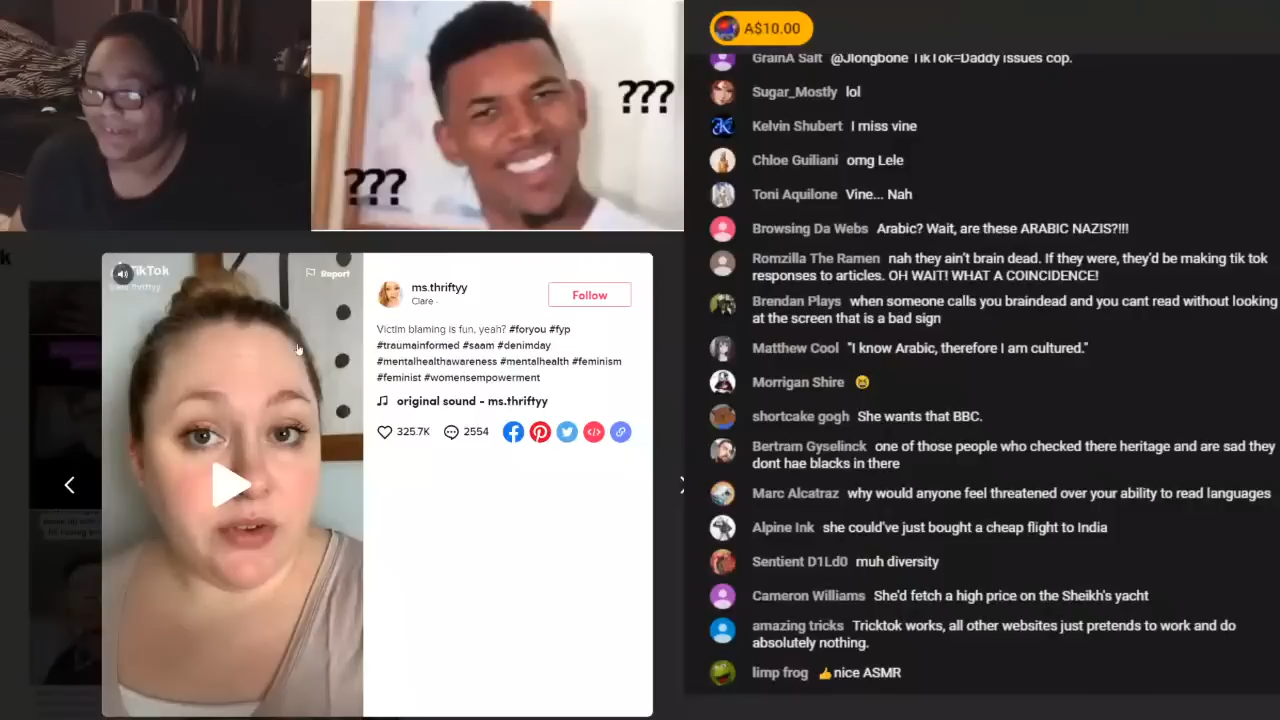 ???
???
k
TikTok
Report
ms.thriftyy
Clare ·
Follow
Victim blaming is fun, yeah? #foryou #fyp
#traumainformed #saam #denimday
#mentalhealthawareness #mentalhealth #feminism
#feminist #womensempowerment
original sound - ms.thriftyy
325.7K
2554
A$10.00
GrainA Salt @Jlongbone TikTok=Daddy issues cop.
Sugar_Mostly lol
Kelvin Shubert I miss vine
Chloe Guiliani omg Lele
Toni Aquilone Vine... Nah
Browsing Da Webs Arabic? Wait, are these ARABIC NAZIS?!!!
Romzilla The Ramen nah they ain't brain dead. If they were, they'd be making tik tok
responses to articles. OH WAIT! WHAT A COINCIDENCE!
Brendan Plays when someone calls you braindead and you cant read without looking
at the screen that is a bad sign
Matthew Cool "I know Arabic, therefore I am cultured."
Morrigan Shire 😆
shortcake gogh She wants that BBC.
Bertram Gyselinck one of those people who checked there heritage and are sad they
dont hae blacks in there
Marc Alcatraz why would anyone feel threatened over your ability to read languages
Alpine Ink she could've just bought a cheap flight to India
Sentient D1Ld0 muh diversity
Cameron Williams She'd fetch a high price on the Sheikh's yacht
amazing tricks Tricktok works, all other websites just pretends to work and do
absolutely nothing.
limp frog 👍nice ASMR